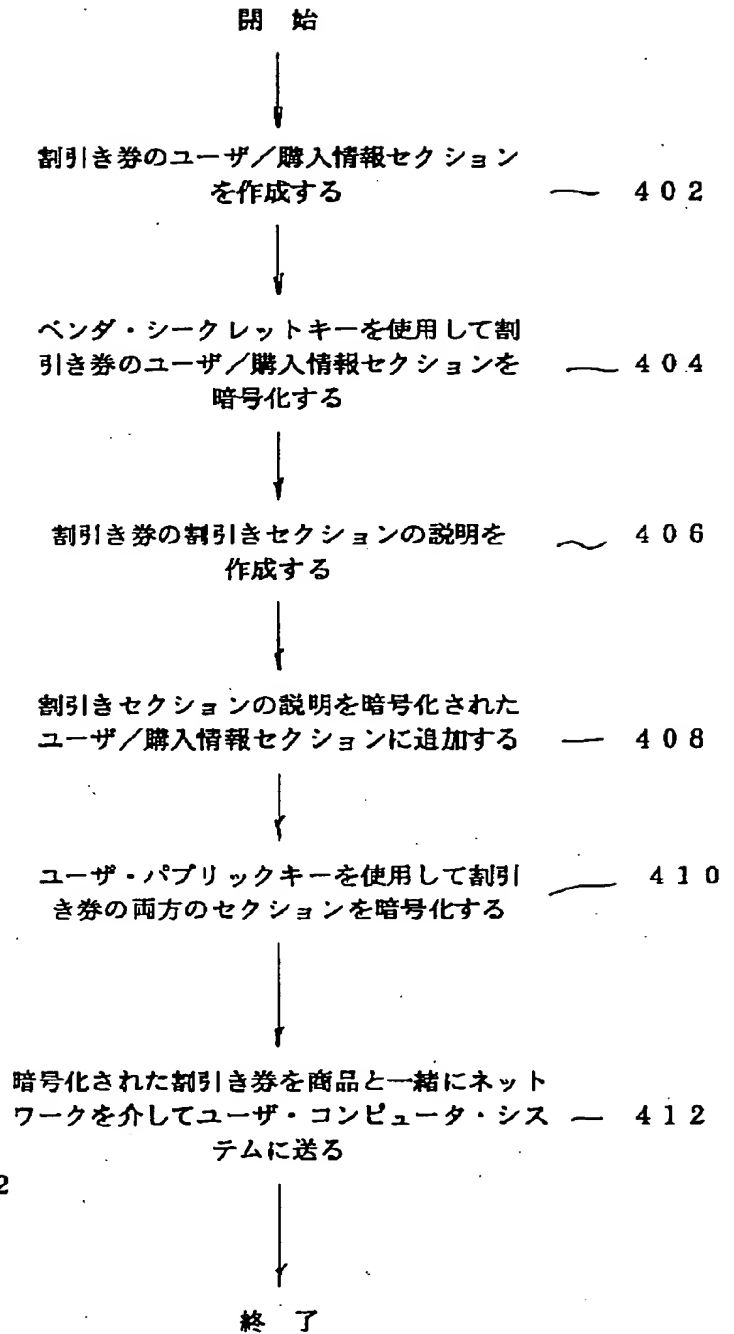 開 始
割引き券のユーザ／購入情報セクション
を作成する 402
ベンダ・シークレットキーを使用して割
引き券のユーザ／購入情報セクションを 404
暗号化する
割引き券の割引きセクションの説明を 406
作成する
割引きセクションの説明を暗号化された
ユーザ／購入情報セクションに追加する 408
ユーザ・パブリックキーを使用して割引 410
き券の両方のセクションを暗号化する
暗号化された割引き券を商品と一緒にネット
ワークを介してユーザ・コンピュータ・シス 412
テムに送る
2
終 了